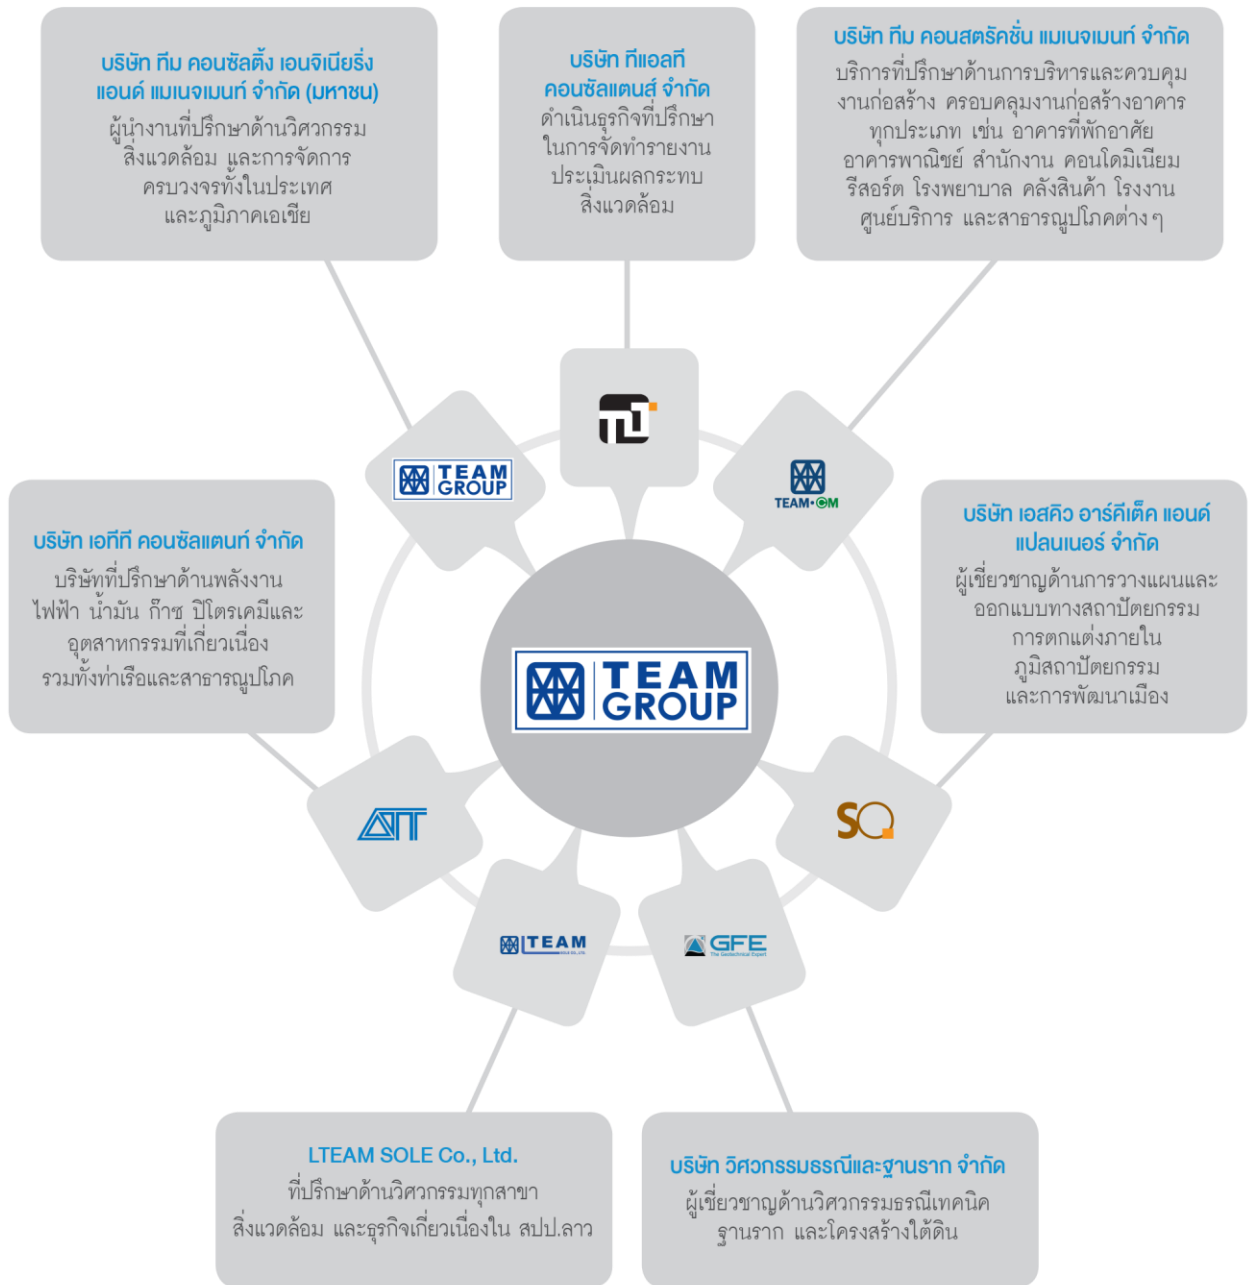 บริษัท ทีม คอนซัลติ้ง เอนจิเนียริ่ง
แอนด์ แมเนจเมนท์ จำกัด (มหาชน)
ผู้นำงานที่ปรึกษาด้านวิศวกรรม
สิ่งแวดล้อม และการจัดการ
ครบวงจรทั้งในประเทศ
และภูมิภาคเอเชีย
บริษัท ทีแอลที
คอนซัลแตนส์ จำกัด
ดำเนินธุรกิจที่ปรึกษา
ในการจัดทำรายงาน
ประเมินผลกระทบ
สิ่งแวดล้อม
บริษัท ทีม คอนสตรัคชั่น แมเนจเมนท์ จำกัด
บริการที่ปรึกษาด้านการบริหารและควบคุม
งานก่อสร้าง ครอบคลุมงานก่อสร้างอาคาร
ทุกประเภท เช่น อาคารที่พักอาศัย
อาคารพาณิชย์ สำนักงาน คอนโดมิเนียม
รีสอร์ต โรงพยาบาล คลังสินค้า โรงงาน
ศูนย์บริการ และสาธารณูปโภคต่างๆ
TLT
TEAM
GROUP
TEAM•CM
บริษัท เอทีที คอนซัลแตนท์ จำกัด
บริษัทที่ปรึกษาด้านพลังงาน
ไฟฟ้า น้ำมัน ก๊าซ ปิโตรเคมีและ
อุตสาหกรรมที่เกี่ยวเนื่อง
รวมทั้งท่าเรือและสาธารณูปโภค
บริษัท เอสคิว อาร์คีเต็ค แอนด์
แปลนเนอร์ จำกัด
ผู้เชี่ยวชาญด้านการวางแผนและ
ออกแบบทางสถาปัตยกรรม
การตกแต่งภายใน
ภูมิสถาปัตยกรรม
และการพัฒนาเมือง
TEAM
GROUP
ATT
SQ
LTEAM
SOLE CO., LTD.
GFE
The Geotechnical Expert
LTEAM SOLE Co., Ltd.
ที่ปรึกษาด้านวิศวกรรมทุกสาขา
สิ่งแวดล้อม และธุรกิจเกี่ยวเนื่องใน สปป.ลาว
บริษัท วิศวกรรมธรณีและฐานราก จำกัด
ผู้เชี่ยวชาญด้านวิศวกรรมธรณีเทคนิค
ฐานราก และโครงสร้างใต้ดิน